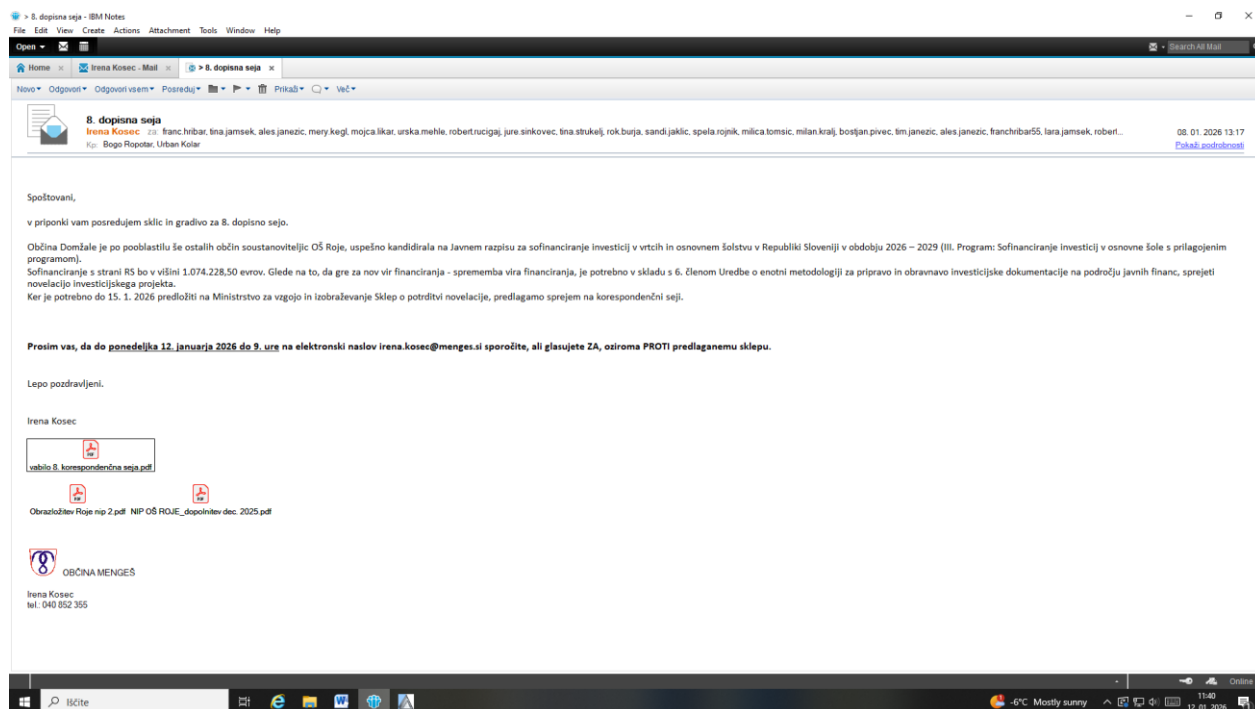 > 8. dopisna seja - IBM Notes
File Edit View Create Actions Attachment Tools Window Help
Open
Search All Mail
Home
Irena Kosec - Mail
> 8. dopisna seja
Novo Odgovori Odgovori vsem Posreduj Prikaži Več
8. dopisna seja
Irena Kosec za: franc.hribar, tina.jamsek, ales.janezic, mery.kegl, mojca.likar, urska.mehle, robert.rucigaj, jure.sinkovec, tina.strukelj, rok.burja, sandi.jaklic, spela.rojnik, milica.tomsic, milan.kralj, bostjan.pivec, tim.janezic, ales.janezic, franchribar55, lara.jamsek, roberl...
08. 01. 2026 13:17
Kp: Bogo Ropotar, Urban Kolar
Pokaži podrobnosti
Spoštovani,
v priponki vam posredujem sklic in gradivo za 8. dopisno sejo.
Občina Domžale je po pooblastilu še ostalih občin soustanoviteljic OŠ Roje, uspešno kandidirala na Javnem razpisu za sofinanciranje investicij v vrtcih in osnovnem šolstvu v Republiki Sloveniji v obdobju 2026 – 2029 (III. Program: Sofinanciranje investicij v osnovne šole s prilagojenim
programom).
Sofinanciranje s strani RS bo v višini 1.074.228,50 evrov. Glede na to, da gre za nov vir financiranja - sprememba vira financiranja, je potrebno v skladu s 6. členom Uredbe o enotni metodologiji za pripravo in obravnavo investicijske dokumentacije na področju javnih financ, sprejeti
novelacijo investicijskega projekta.
Ker je potrebno do 15. 1. 2026 predložiti na Ministrstvo za vzgojo in izobraževanje Sklep o potrditvi novelacije, predlagamo sprejem na korespondenčni seji.
Prosim vas, da do ponedeljka 12. januarja 2026 do 9. ure na elektronski naslov irena.kosec@menges.si sporočite, ali glasujete ZA, oziroma PROTI predlaganemu sklepu.
Lepo pozdravljeni.
Irena Kosec
vabilo 8. korespondenčna seja.pdf
Obrazložitev Roje nip 2.pdf NIP OŠ ROJE_dopolnitev dec. 2025.pdf
OBČINA MENGEŠ
Irena Kosec
tel.: 040 852 355
Online
Iščite
-6°C Mostly sunny
11:40
12. 01. 2026